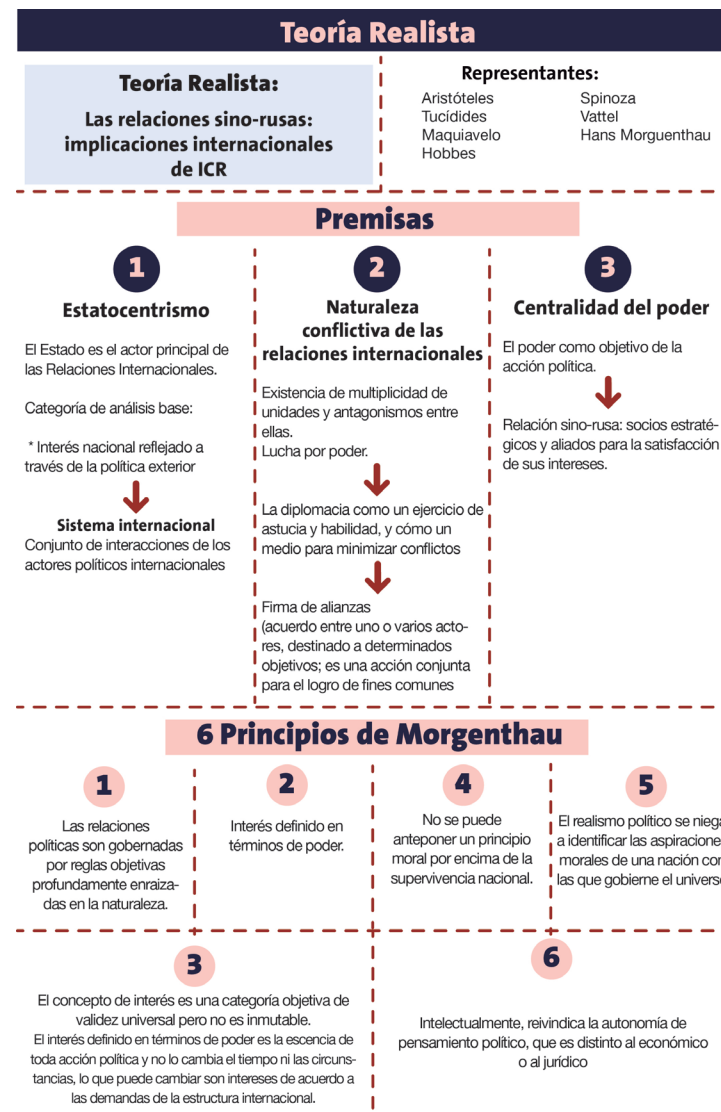 Teoría Realista
Teoría Realista:
Las relaciones sino-rusas:
implicaciones internacionales
de ICR
Representantes:
Aristóteles
Tucídides
Maquiavelo
Hobbes
Spinoza
Vattel
Hans Morguenthau
Premisas
1
Estatocentrismo
El Estado es el actor principal de
las Relaciones Internacionales.
Categoría de análisis base:
* Interés nacional reflejado a
través de la política exterior
Sistema internacional
Conjunto de interacciones de los
actores políticos internacionales
2
Naturaleza
conflictiva de las
relaciones internacionales
Existencia de multiplicidad de
unidades y antagonismos entre
ellas.
Lucha por poder.
La diplomacia como un ejercicio de
astucia y habilidad, y cómo un
medio para minimizar conflictos
Firma de alianzas
(acuerdo entre uno o varios acto-
res, destinado a determinados
objetivos; es una acción conjunta
para el logro de fines comunes
3
Centralidad del poder
El poder como objetivo de la
acción política.
Relación sino-rusa: socios estraté-
gicos y aliados para la satisfacción
de sus intereses.
6 Principios de Morgenthau
1
Las relaciones
políticas son gobernadas
por reglas objetivas
profundamente enraiza-
das en la naturaleza.
2
Interés definido en
términos de poder.
4
No se puede
anteponer un principio
moral por encima de la
supervivencia nacional.
5
El realismo político se niega
a identificar las aspiracione
morales de una nación con
las que gobierne el universo
3
El concepto de interés es una categoría objetiva de
validez universal pero no es inmutable.
El interés definido en términos de poder es la escencia de
toda acción política y no lo cambia el tiempo ni las circuns-
tancias, lo que puede cambiar son intereses de acuerdo a
las demandas de la estructura internacional.
6
Intelectualmente, reivindica la autonomía de
pensamiento político, que es distinto al económico
o al jurídico